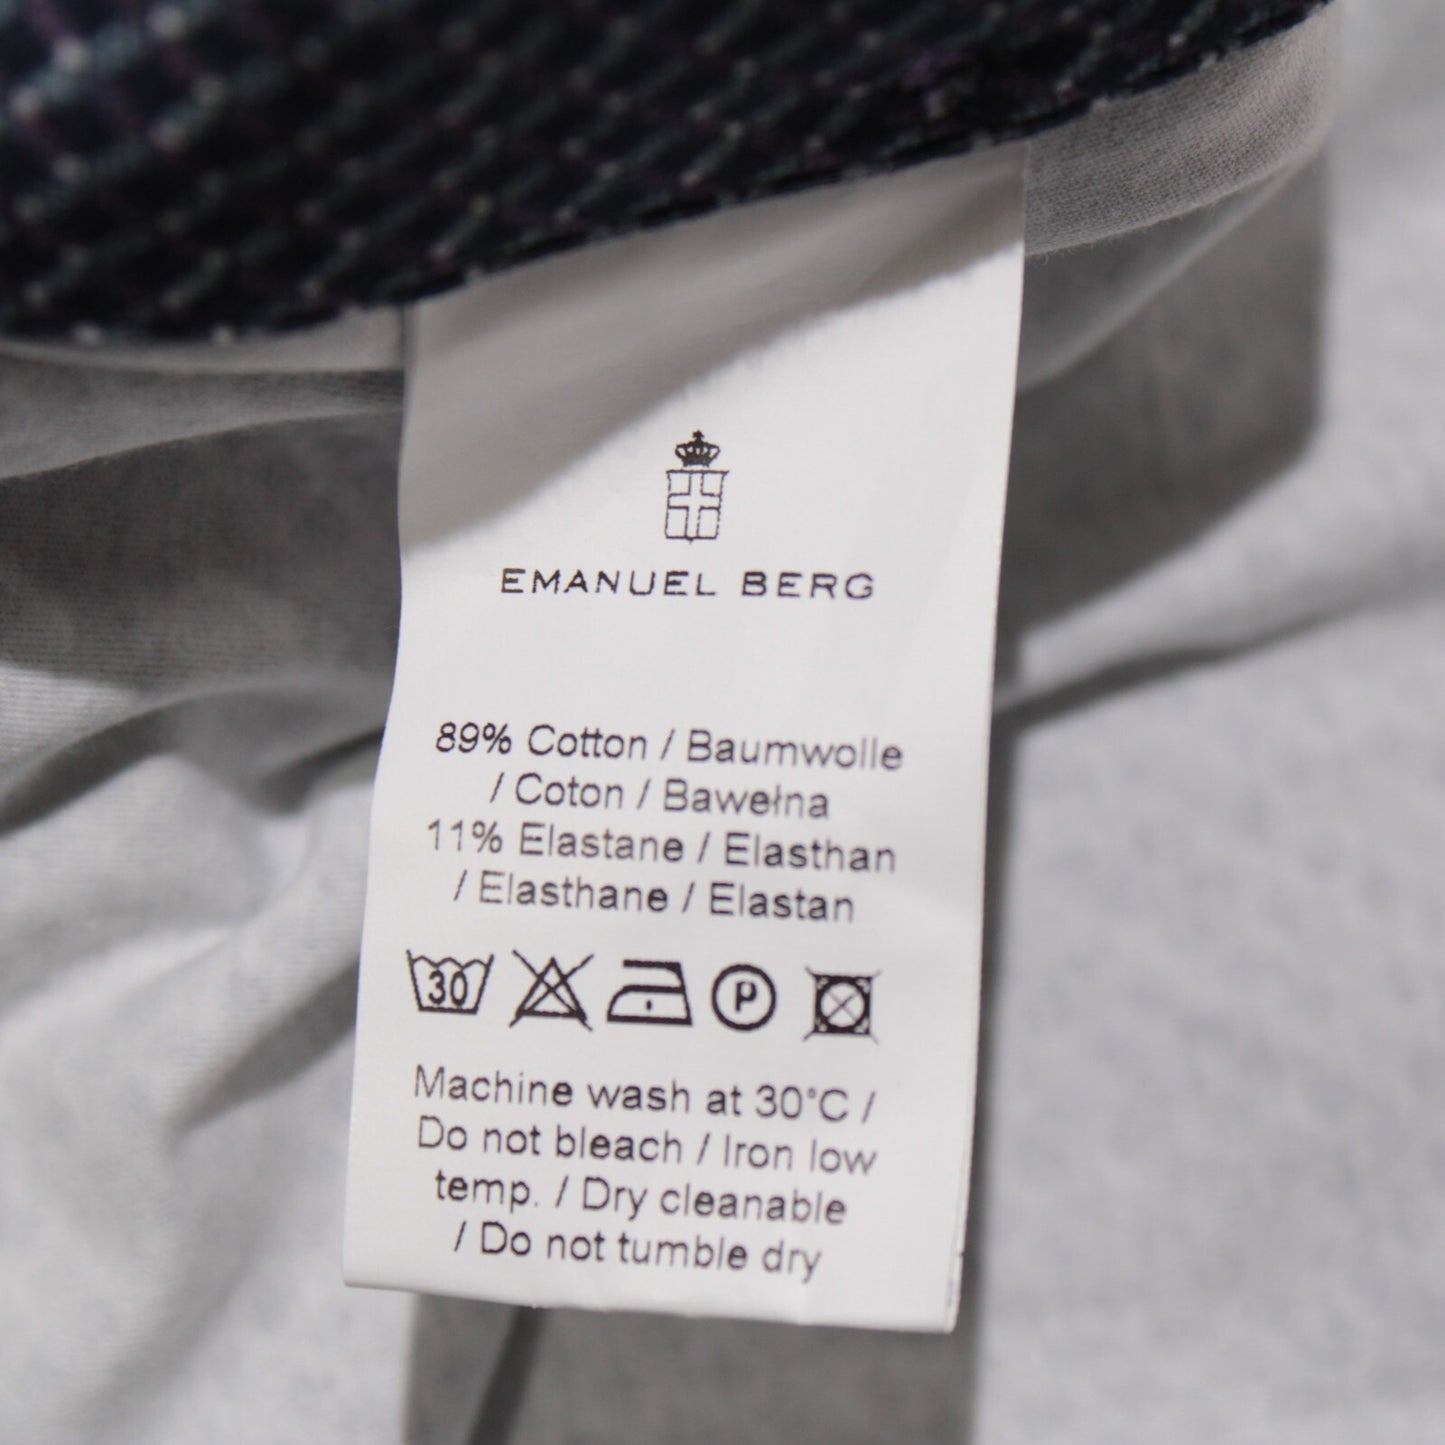 EMANUEL BERG
89% Cotton / Baumwolle
/ Coton / Bawełna
11% Elastane / Elasthan
/ Elasthane / Elastan
30 P
Machine wash at 30°C /
Do not bleach / Iron low
temp. / Dry cleanable
/ Do not tumble dry